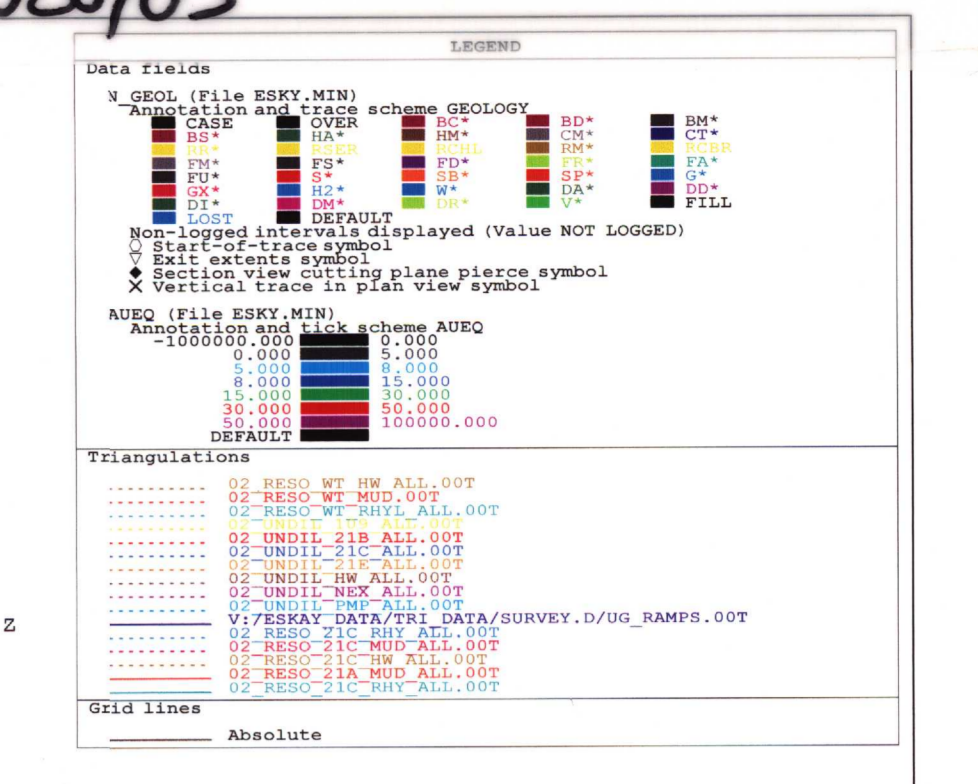 LEGEND
Data fields
N_GEOL (File ESKY.MIN)
Annotation and trace scheme GEOLOGY
CASE OVER BC* BD* BM*
BS* HA* HM* CM* CT*
RR* RSER RCHL RM* RCBR
FM* FS* FD* FR* FA*
FU* S* SB* SP* G*
GX* H2* W* DA* DD*
DI* DM* DR* V* FILL
LOST DEFAULT
Non-logged intervals displayed (Value NOT LOGGED)
Start-of-trace symbol
Exit extents symbol
Section view cutting plane pierce symbol
Vertical trace in plan view symbol
AUEQ (File ESKY.MIN)
Annotation and tick scheme AUEQ
-1000000.000 0.000
0.000 5.000
5.000 8.000
8.000 15.000
15.000 30.000
30.000 50.000
50.000 100000.000
DEFAULT
Triangulations
02_RESO_WT_HW_ALL.00T
02_RESO_WT_MUD.00T
02_RESO_WT_RHYL_ALL.00T
02_UNDIL_109_ALL.00T
02_UNDIL_21B_ALL.00T
02_UNDIL_21C_ALL.00T
02_UNDIL_21E_ALL.00T
02_UNDIL_HW_ALL.00T
02_UNDIL_NEX_ALL.00T
02_UNDIL_PMP_ALL.00T
V:/ESKAY_DATA/TRI_DATA/SURVEY.D/UG_RAMPS.00T
02_RESO_21C_RHY_ALL.00T
02_RESO_21C_MUD_ALL.00T
02_RESO_21C_HW_ALL.00T
02_RESO_21A_MUD_ALL.00T
02_RESO_21C_RHY_ALL.00T
Grid lines
Absolute
Z